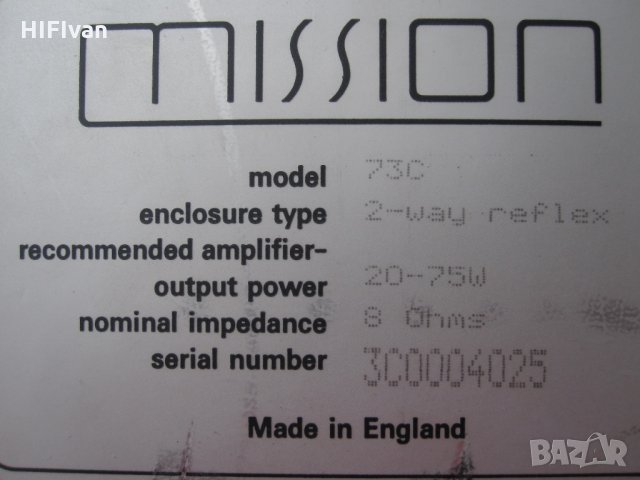 HIFIvan
mission
model 73C
enclosure type 2-way reflex
recommended amplifier-
output power 20-75W
nominal impedance 8 Ohms
serial number 3C0004025
Made in England
BAZAR